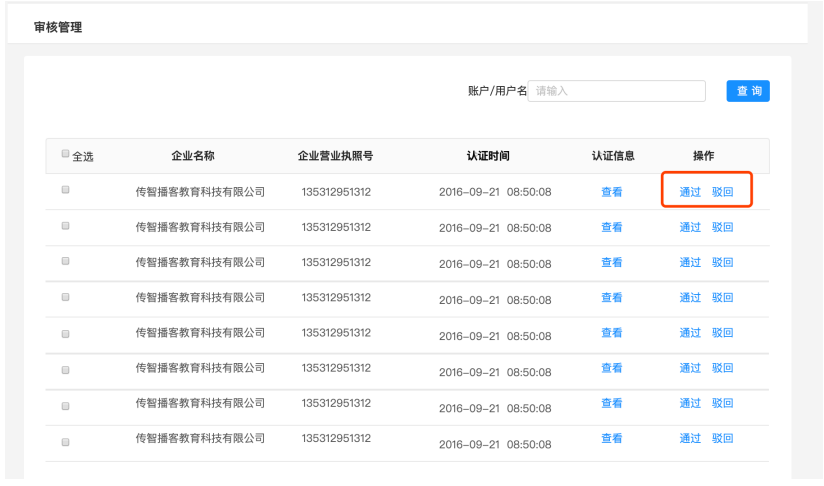 审核管理
账户/用户名 请输入 查 询
全选 企业名称 企业营业执照号 认证时间 认证信息 操作
传智播客教育科技有限公司 135312951312 2016-09-21 08:50:08 查看 通过 驳回
传智播客教育科技有限公司 135312951312 2016-09-21 08:50:08 查看 通过 驳回
传智播客教育科技有限公司 135312951312 2016-09-21 08:50:08 查看 通过 驳回
传智播客教育科技有限公司 135312951312 2016-09-21 08:50:08 查看 通过 驳回
传智播客教育科技有限公司 135312951312 2016-09-21 08:50:08 查看 通过 驳回
传智播客教育科技有限公司 135312951312 2016-09-21 08:50:08 查看 通过 驳回
传智播客教育科技有限公司 135312951312 2016-09-21 08:50:08 查看 通过 驳回
传智播客教育科技有限公司 135312951312 2016-09-21 08:50:08 查看 通过 驳回